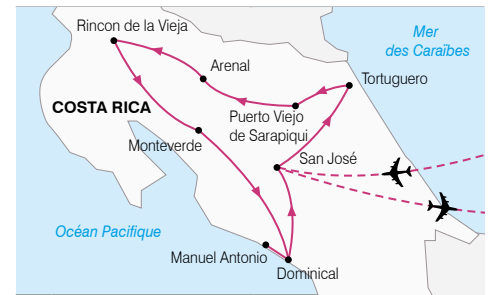 Rincon de la Vieja
Mer
des Caraïbes
Arenal
Tortuguero
COSTA RICA
Puerto Viejo
de Sarapiqui
Monteverde
San José
Océan Pacifique
Manuel Antonio
Dominical